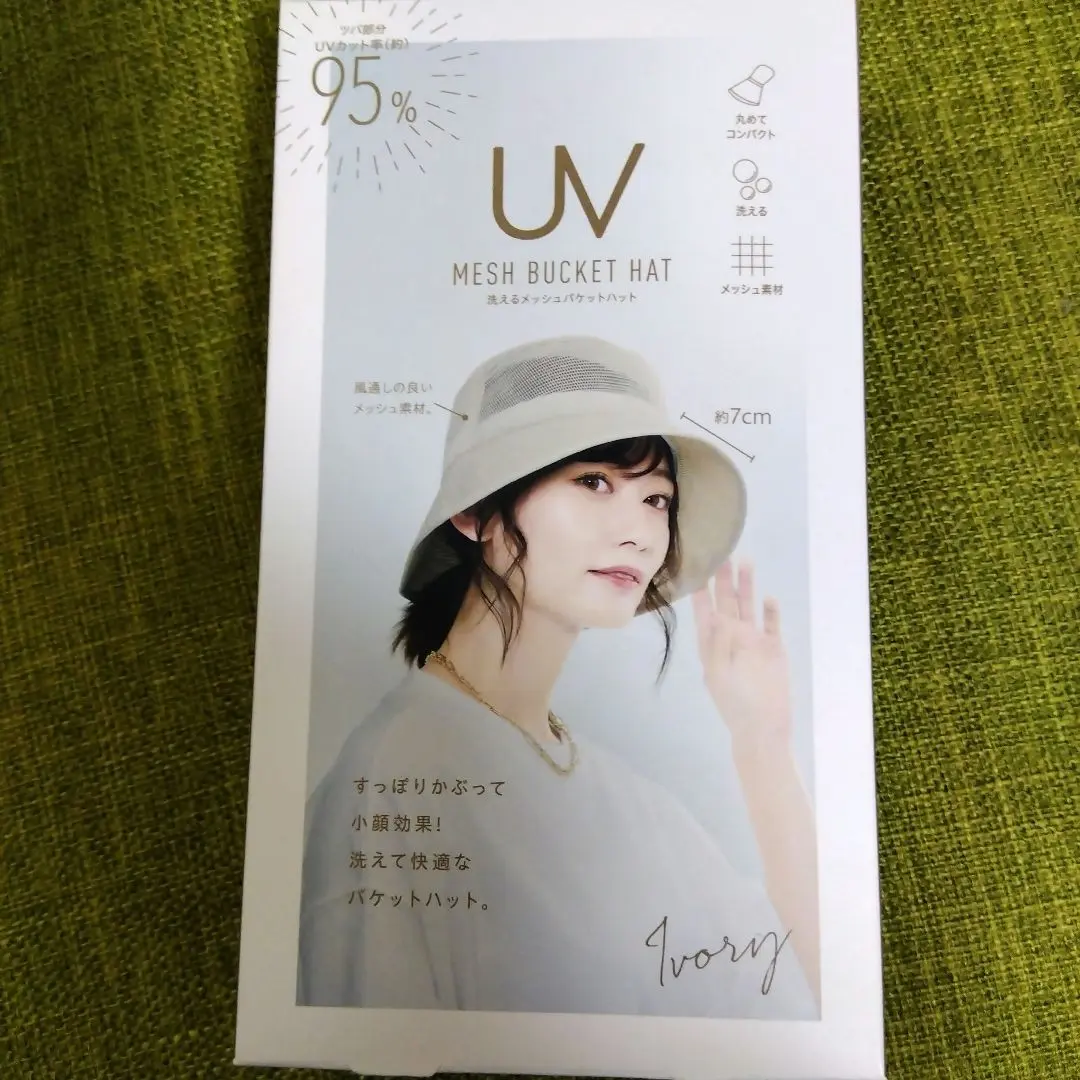 ツバ部分
UVカット率(約)
95%
丸めて
コンパクト
洗える
メッシュ素材
UV
MESH BUCKET HAT
洗えるメッシュバケットハット
風通しの良い
メッシュ素材。
約7cm
すっぽりかぶって
小顔効果!
洗えて快適な
バケットハット。
Ivory